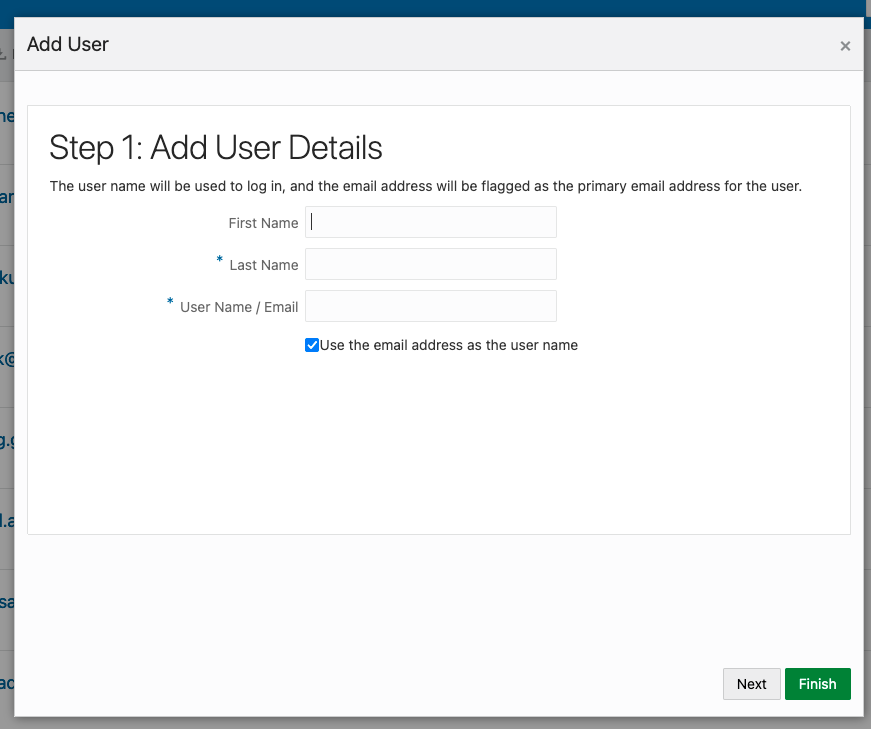 Add User
×
Step 1: Add User Details
The user name will be used to log in, and the email address will be flagged as the primary email address for the user.
First Name
* Last Name
* User Name / Email
Use the email address as the user name
Next
Finish